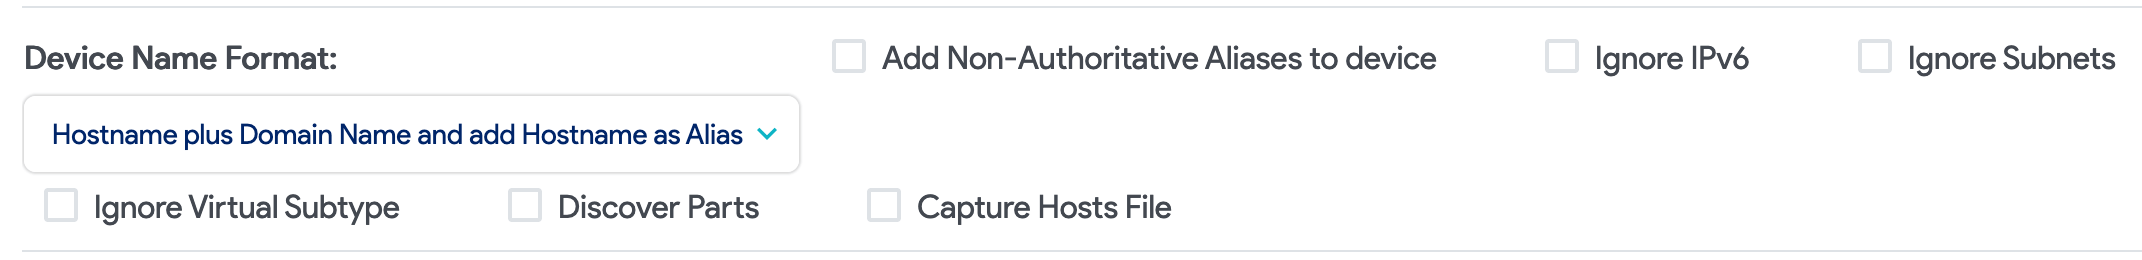 Device Name Format:
Add Non-Authoritative Aliases to device
Ignore IPv6
Ignore Subnets
Hostname plus Domain Name and add Hostname as Alias
Ignore Virtual Subtype
Discover Parts
Capture Hosts File